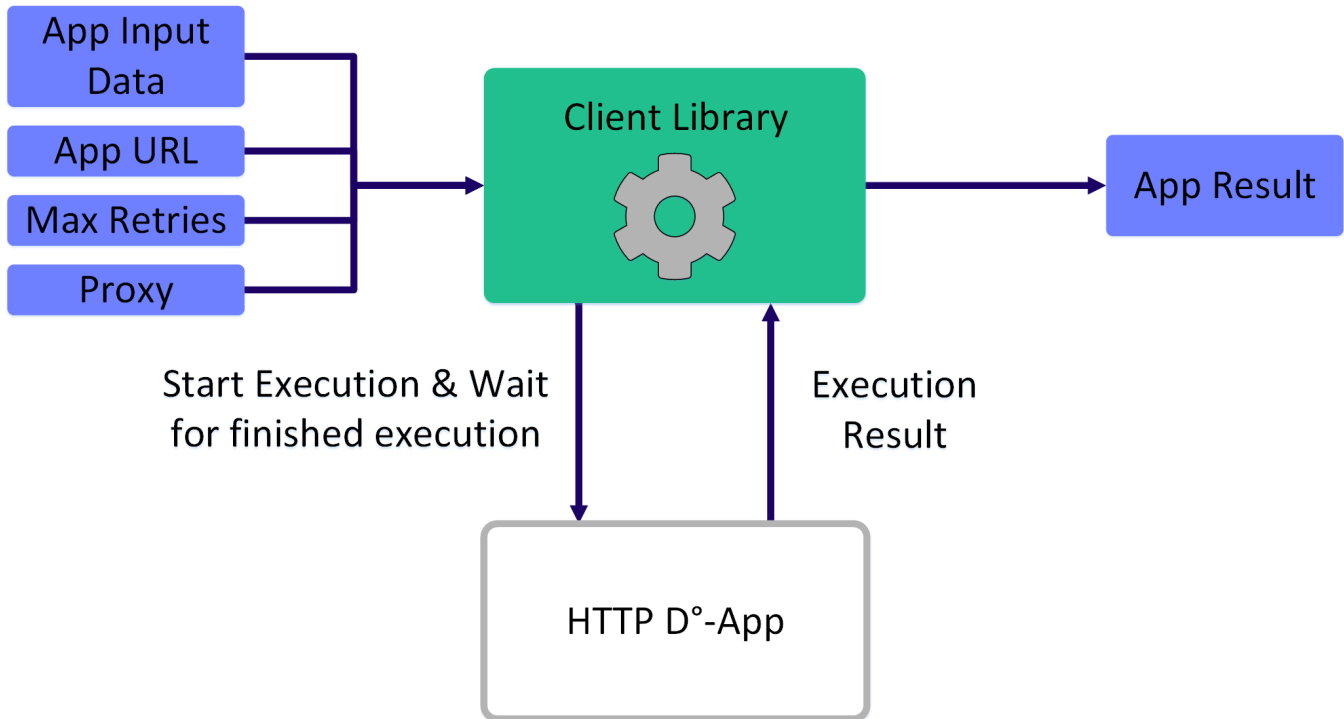 App Input
Data
App URL
Max Retries
Proxy
Client Library
App Result
Start Execution & Wait
for finished execution
Execution
Result
HTTP D°-App